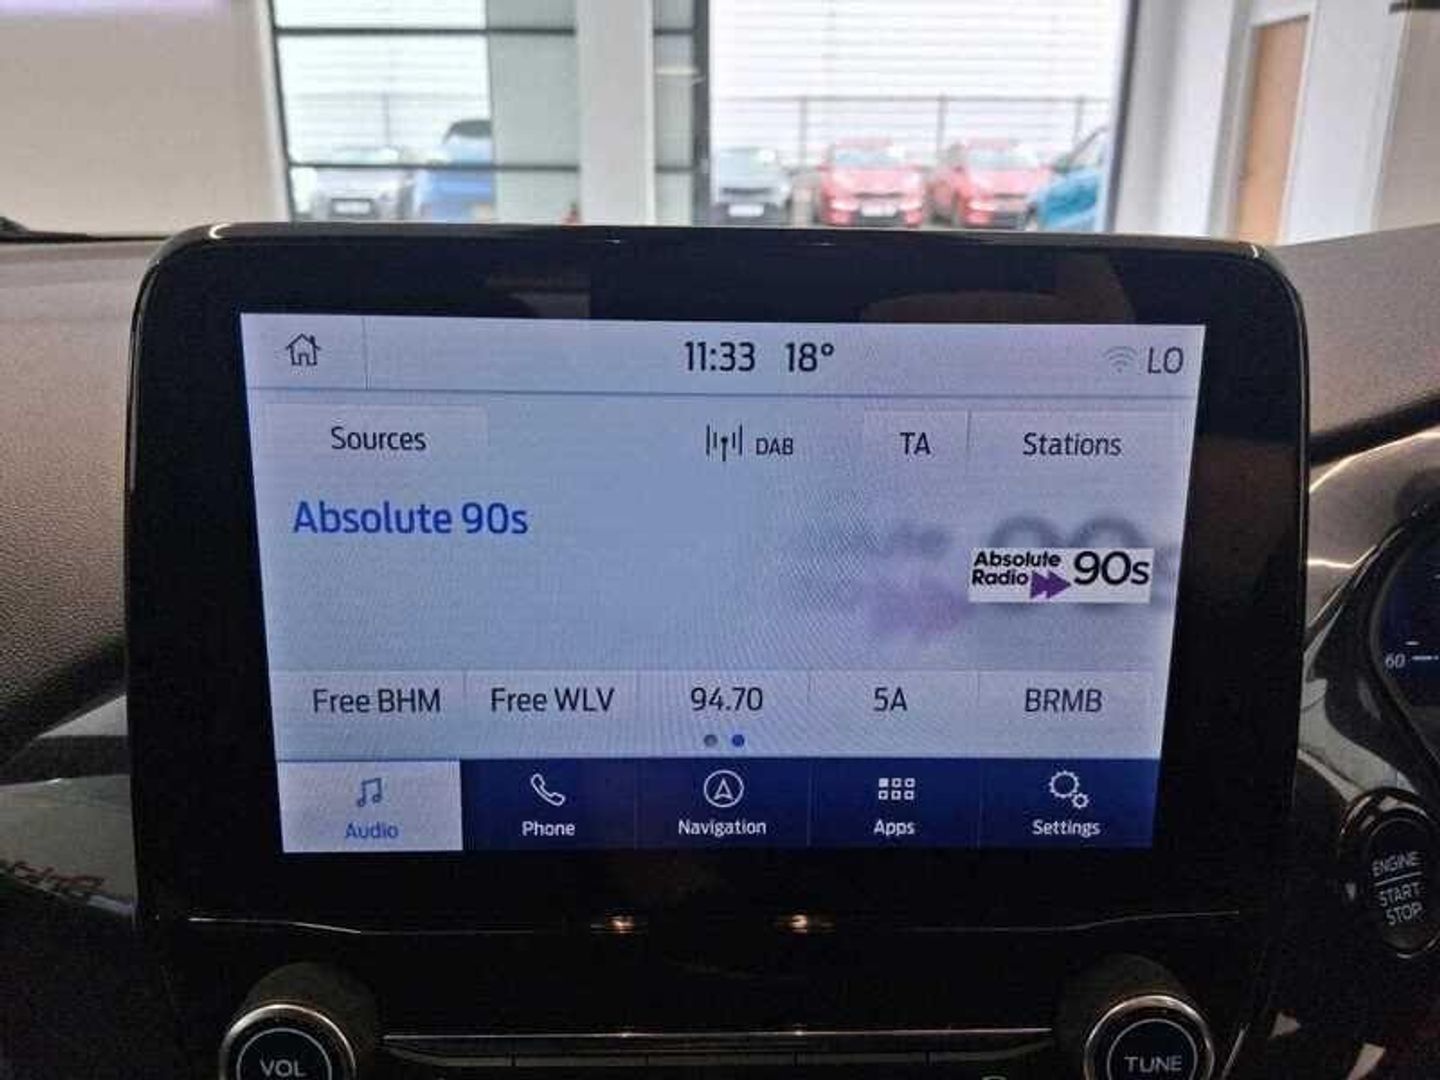 11:33 18° LO
Sources DAB TA Stations
Absolute 90s
Absolute
Radio 90s
Free BHM Free WLV 94.70 5A BRMB
Audio Phone Navigation Apps Settings
60
ENGINE
START
STOP
VOL TUNE